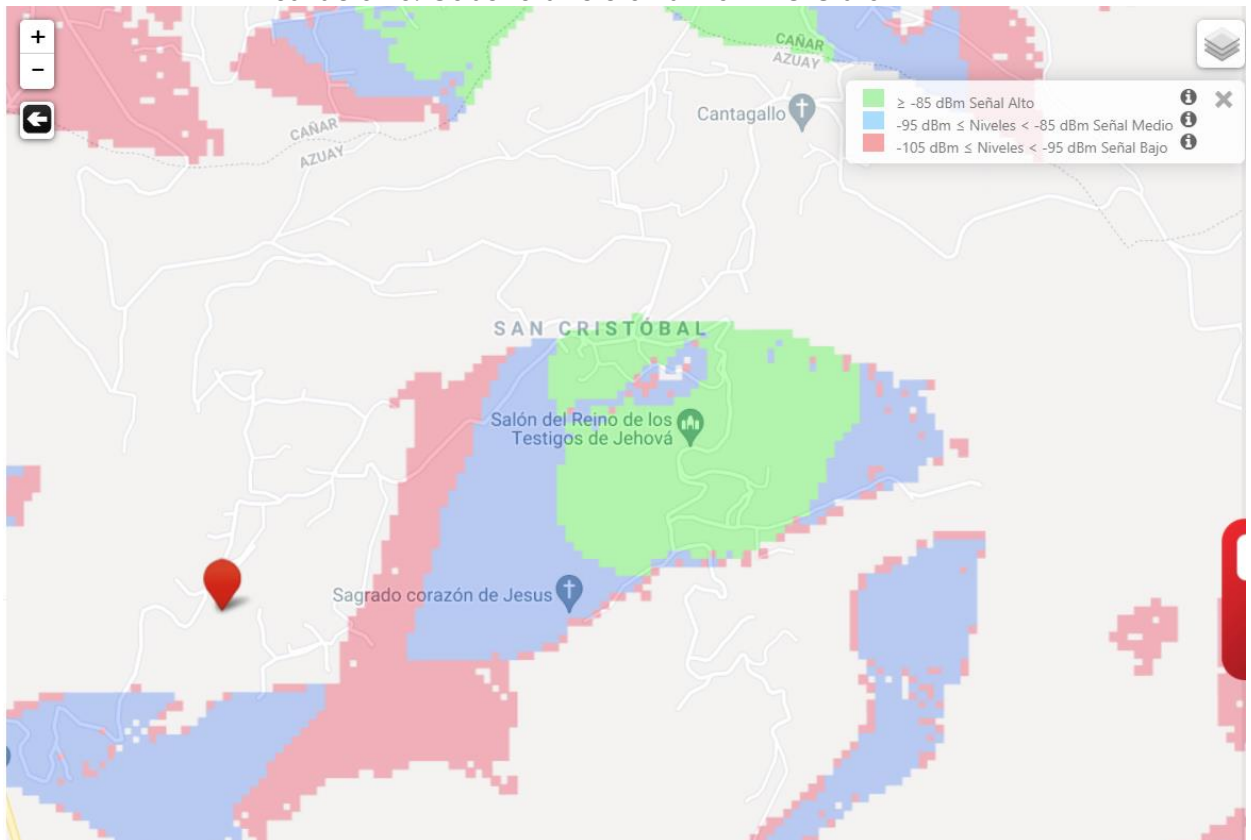 +
−
CAÑAR
AZUAY
Cantagallo
≥ -85 dBm Señal Alto
-95 dBm ≤ Niveles < -85 dBm Señal Medio
-105 dBm ≤ Niveles < -95 dBm Señal Bajo
CAÑAR
AZUAY
SAN CRISTÓBAL
Salón del Reino de los
Testigos de Jehová
Sagrado corazón de Jesus